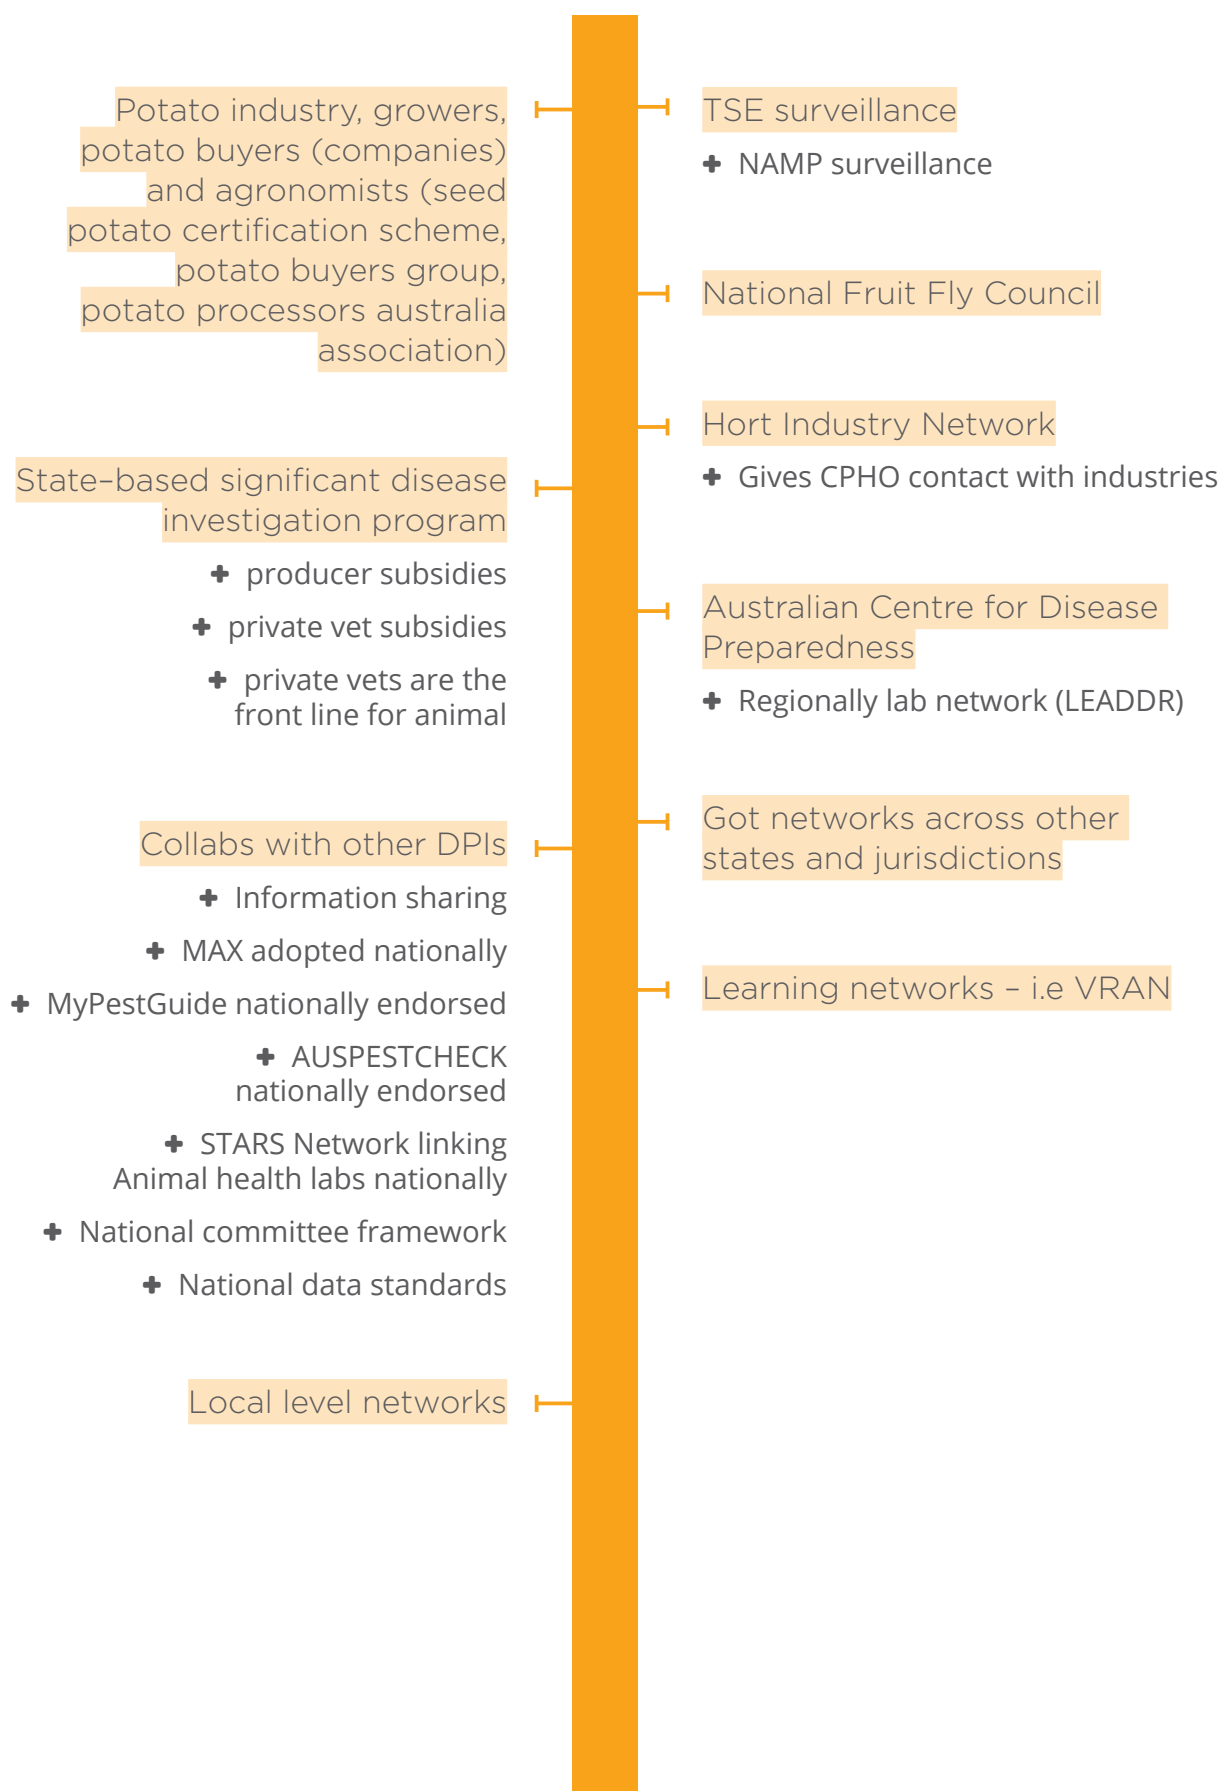 Potato industry, growers,
potato buyers (companies)
and agronomists (seed
potato certification scheme,
potato buyers group,
potato processors australia
association)
State–based significant disease
investigation program
+ producer subsidies
+ private vet subsidies
+ private vets are the
front line for animal
Collabs with other DPIs
+ Information sharing
+ MAX adopted nationally
+ MyPestGuide nationally endorsed
+ AUSPESTCHECK
nationally endorsed
+ STARS Network linking
Animal health labs nationally
+ National committee framework
+ National data standards
Local level networks
TSE surveillance
+ NAMP surveillance
National Fruit Fly Council
Hort Industry Network
+ Gives CPHO contact with industries
Australian Centre for Disease
Preparedness
+ Regionally lab network (LEADDR)
Got networks across other
states and jurisdictions
Learning networks – i.e VRAN